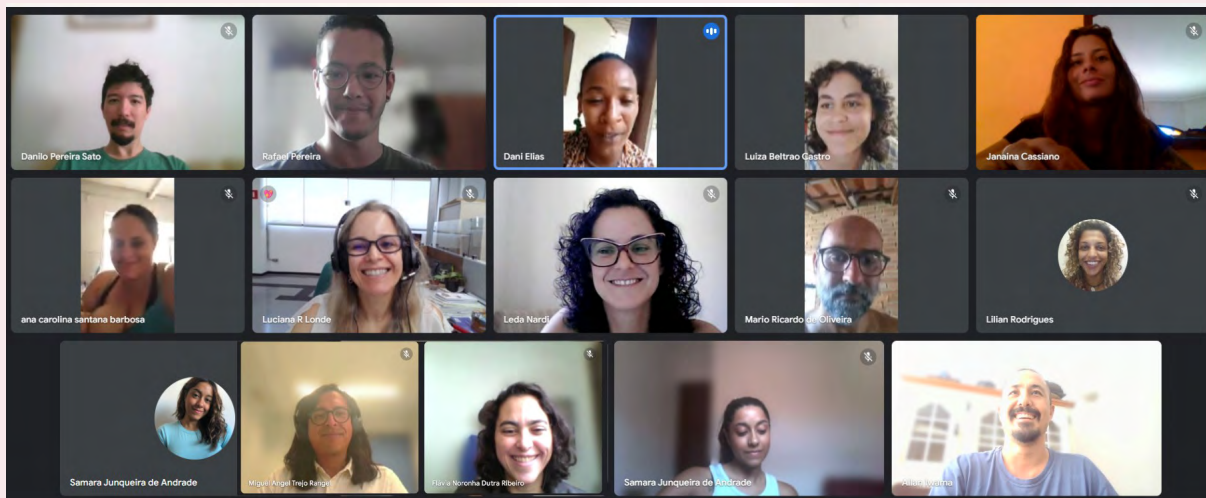 Danilo Pereira Sato
Rafael Pereira
Dani Elias
Luiza Beltrao Castro
Janaina Cassiano
ana carolina santana barbosa
Luciana R Londe
Leda Nardi
Mario Ricardo de Oliveira
Lilian Rodrigues
Samara Junqueira de Andrade
Miguel Angel Trejo Rangel
Flávia Noronha Dutra Ribeiro
Samara Junqueira de Andrade